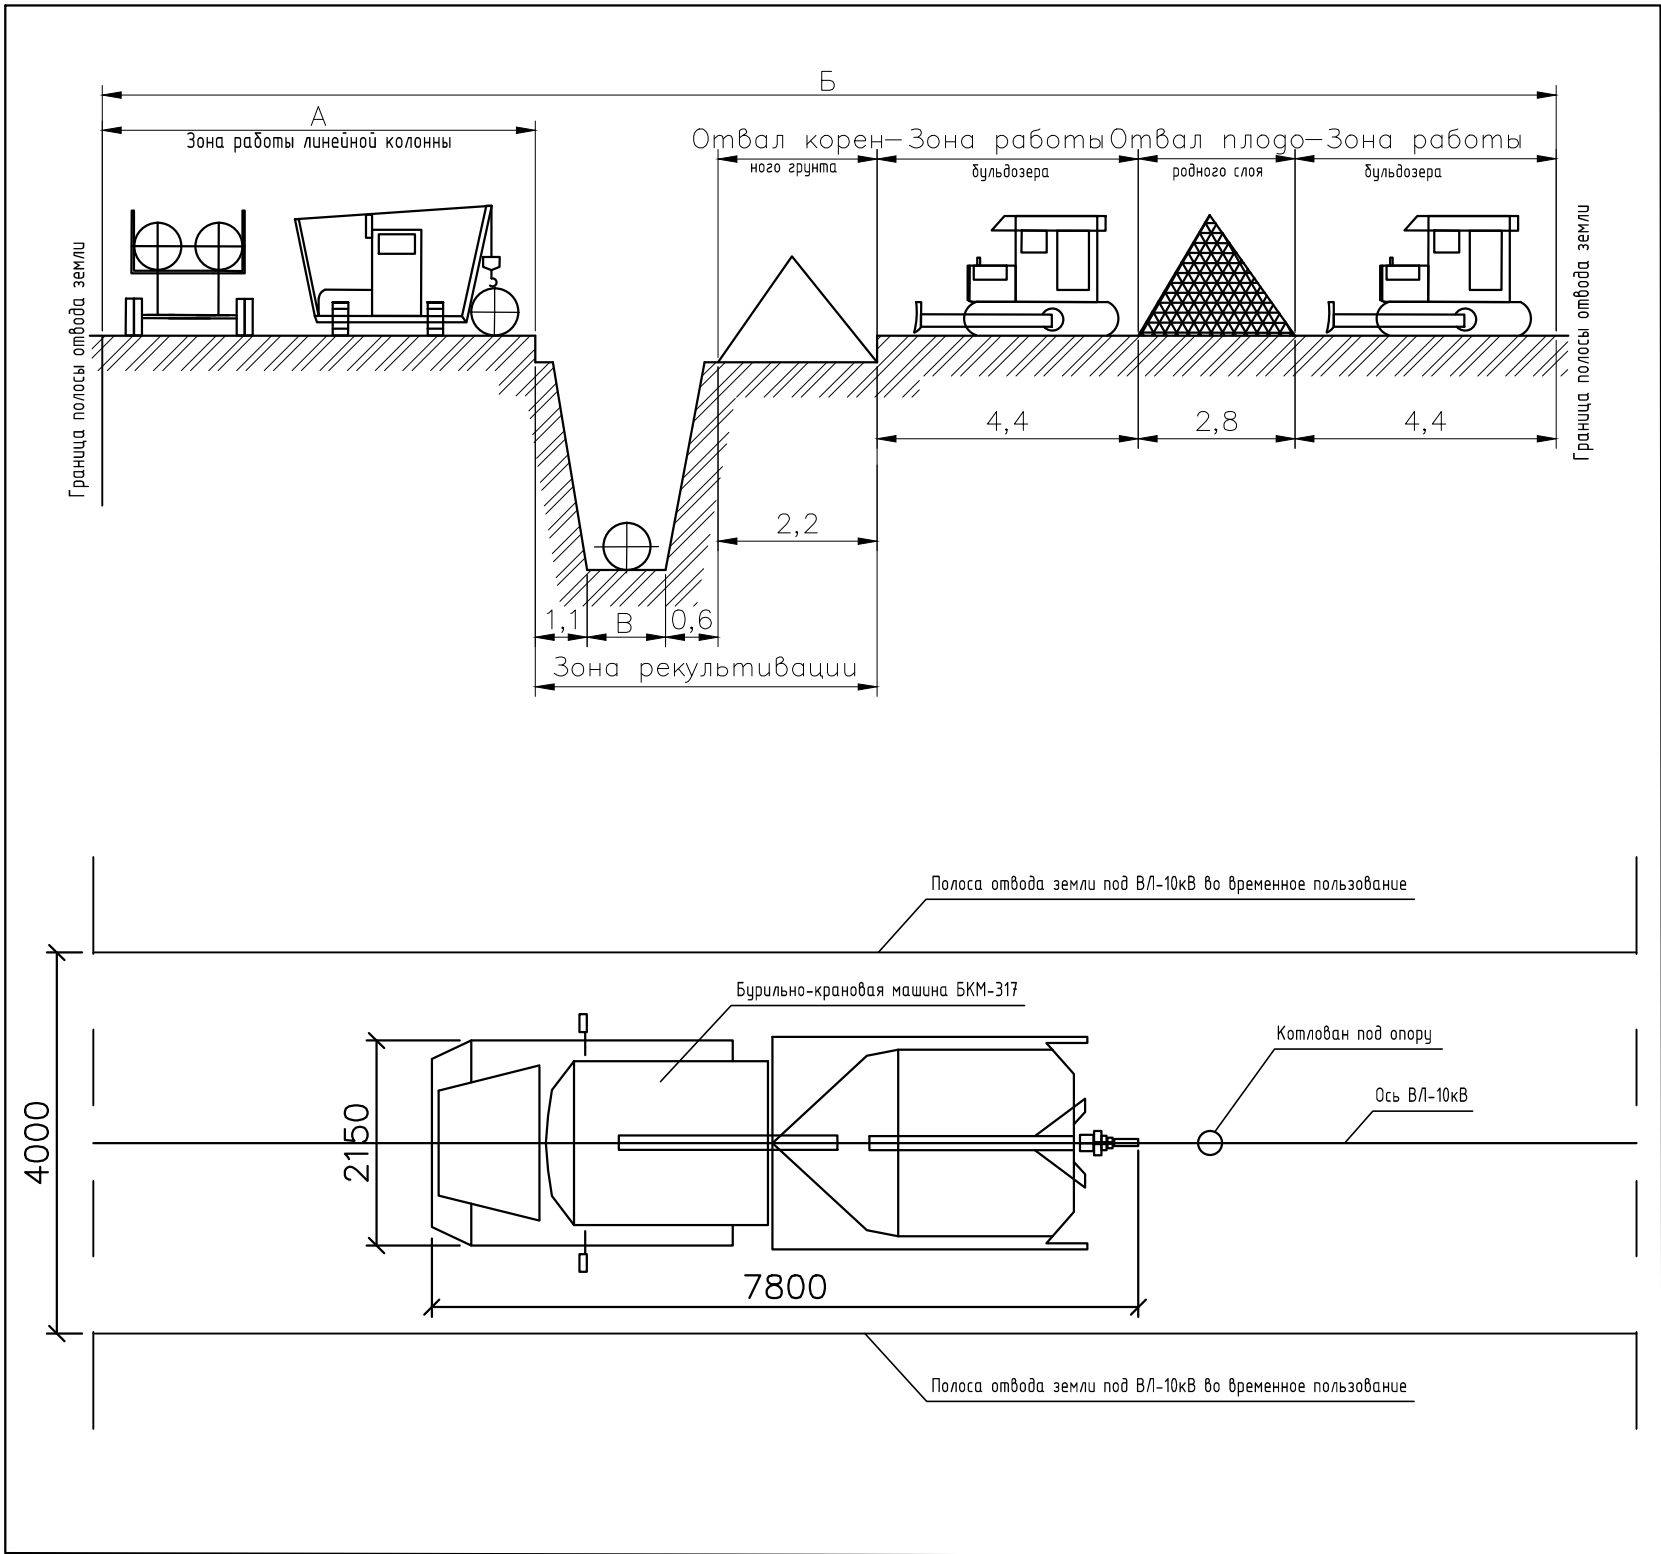 Б
А
Зона работы линейной колонны
Отвал корен–Зона работы Отвал плодо–Зона работы
ного грунта
бульдозера
родного слоя
бульдозера
Граница полосы отвода земли
Граница полосы отвода земли
4,4
2,8
4,4
2,2
1,1
В
0,6
Зона рекультивации
Полоса отвода земли под ВЛ-10кВ во временное пользование
Бурильно-крановая машина БКМ-317
Котлован под опору
Ось ВЛ-10кВ
4000
2150
7800
Полоса отвода земли под ВЛ-10кВ во временное пользование